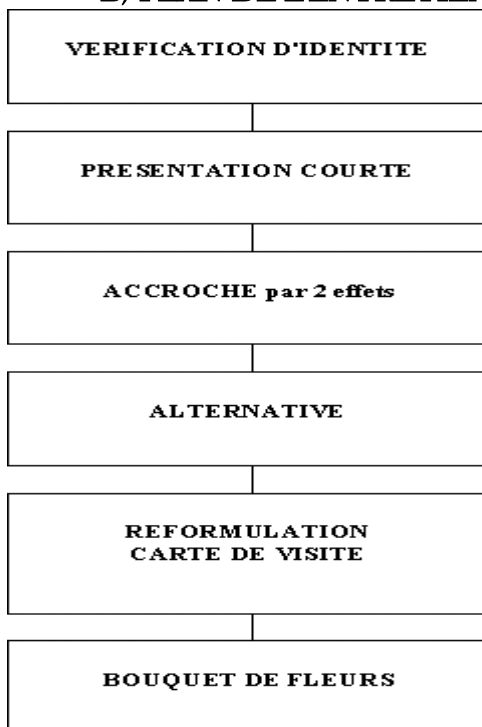 VERIFICATION D'IDENTITE
PRESENTATION COURTE
ACCROCHE par 2 effets
ALTERNATIVE
REFORMULATION
CARTE DE VISITE
BOUQUET DE FLEURS